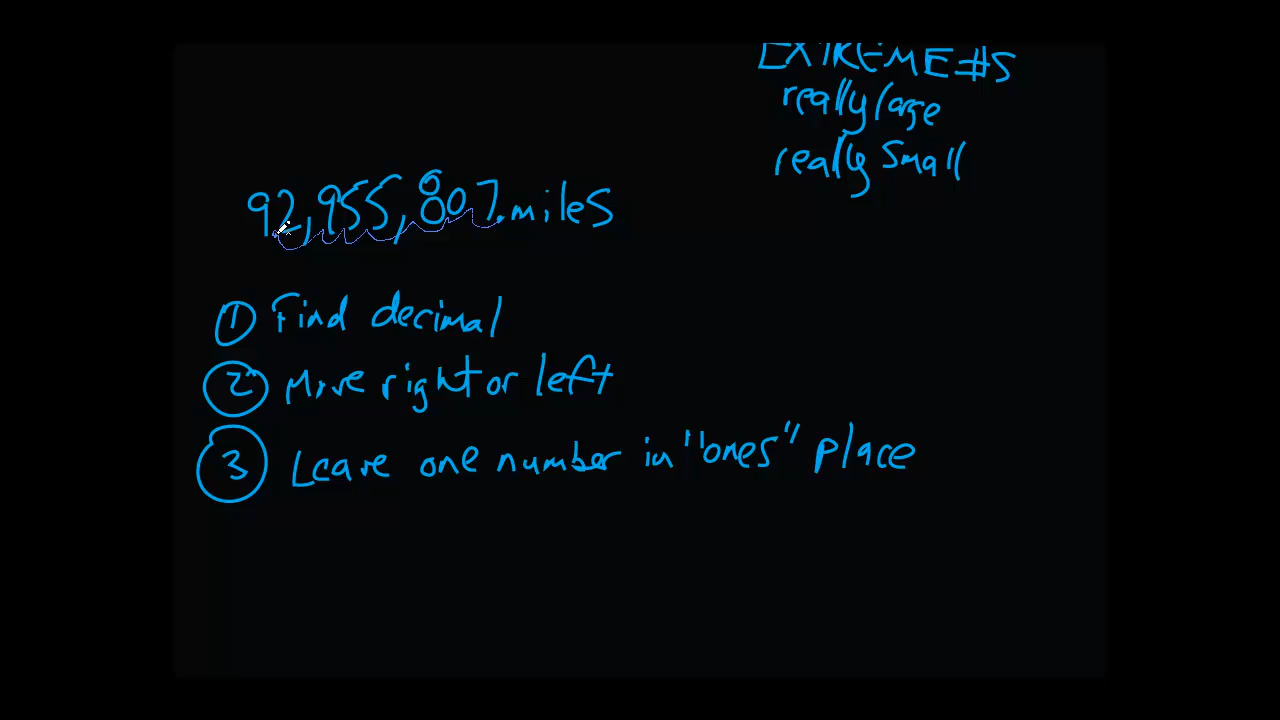 EXTREME #S
really large
really small
92,955,807. miles
1 Find decimal
2 Move right or left
3 Leave one number in "ones" place